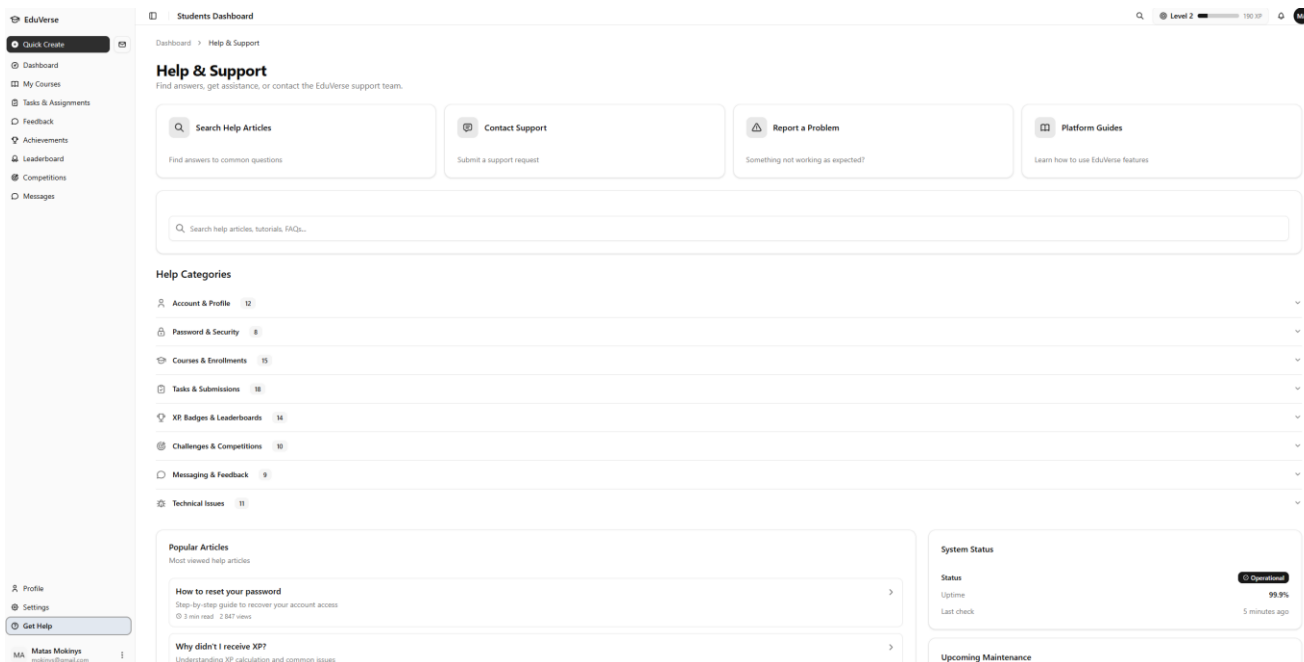 EduVerse
Quick Create
Dashboard
My Courses
Tasks & Assignments
Feedback
Achievements
Leaderboard
Competitions
Messages
Profile
Settings
Get Help
MA
Matas Mokinys
mokinys@gmail.com
Students Dashboard
Level 2
190 XP
Dashboard > Help & Support
Help & Support
Find answers, get assistance, or contact the EduVerse support team.
Search Help Articles
Find answers to common questions
Contact Support
Submit a support request
Report a Problem
Something not working as expected?
Platform Guides
Learn how to use EduVerse features
Search help articles, tutorials, FAQs...
Help Categories
Account & Profile 12
Password & Security 8
Courses & Enrollments 15
Tasks & Submissions 18
XP, Badges & Leaderboards 14
Challenges & Competitions 10
Messaging & Feedback 9
Technical Issues 11
Popular Articles
Most viewed help articles
How to reset your password
Step-by-step guide to recover your account access
3 min read 2 847 views
Why didn't I receive XP?
Understanding XP calculation and common issues
System Status
Status Operational
Uptime 99.9%
Last check 5 minutes ago
Upcoming Maintenance